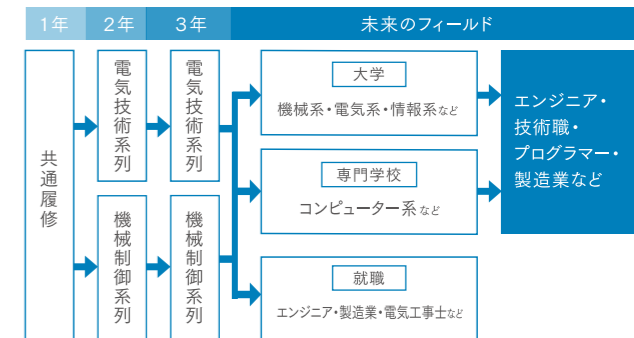 1年
2年
3年
未来のフィールド
共通履修
電気技術系列
電気技術系列
機械制御系列
機械制御系列
大学
機械系・電気系・情報系など
専門学校
コンピューター系など
就職
エンジニア・製造業・電気工事士など
エンジニア・
技術職・
プログラマー・
製造業など